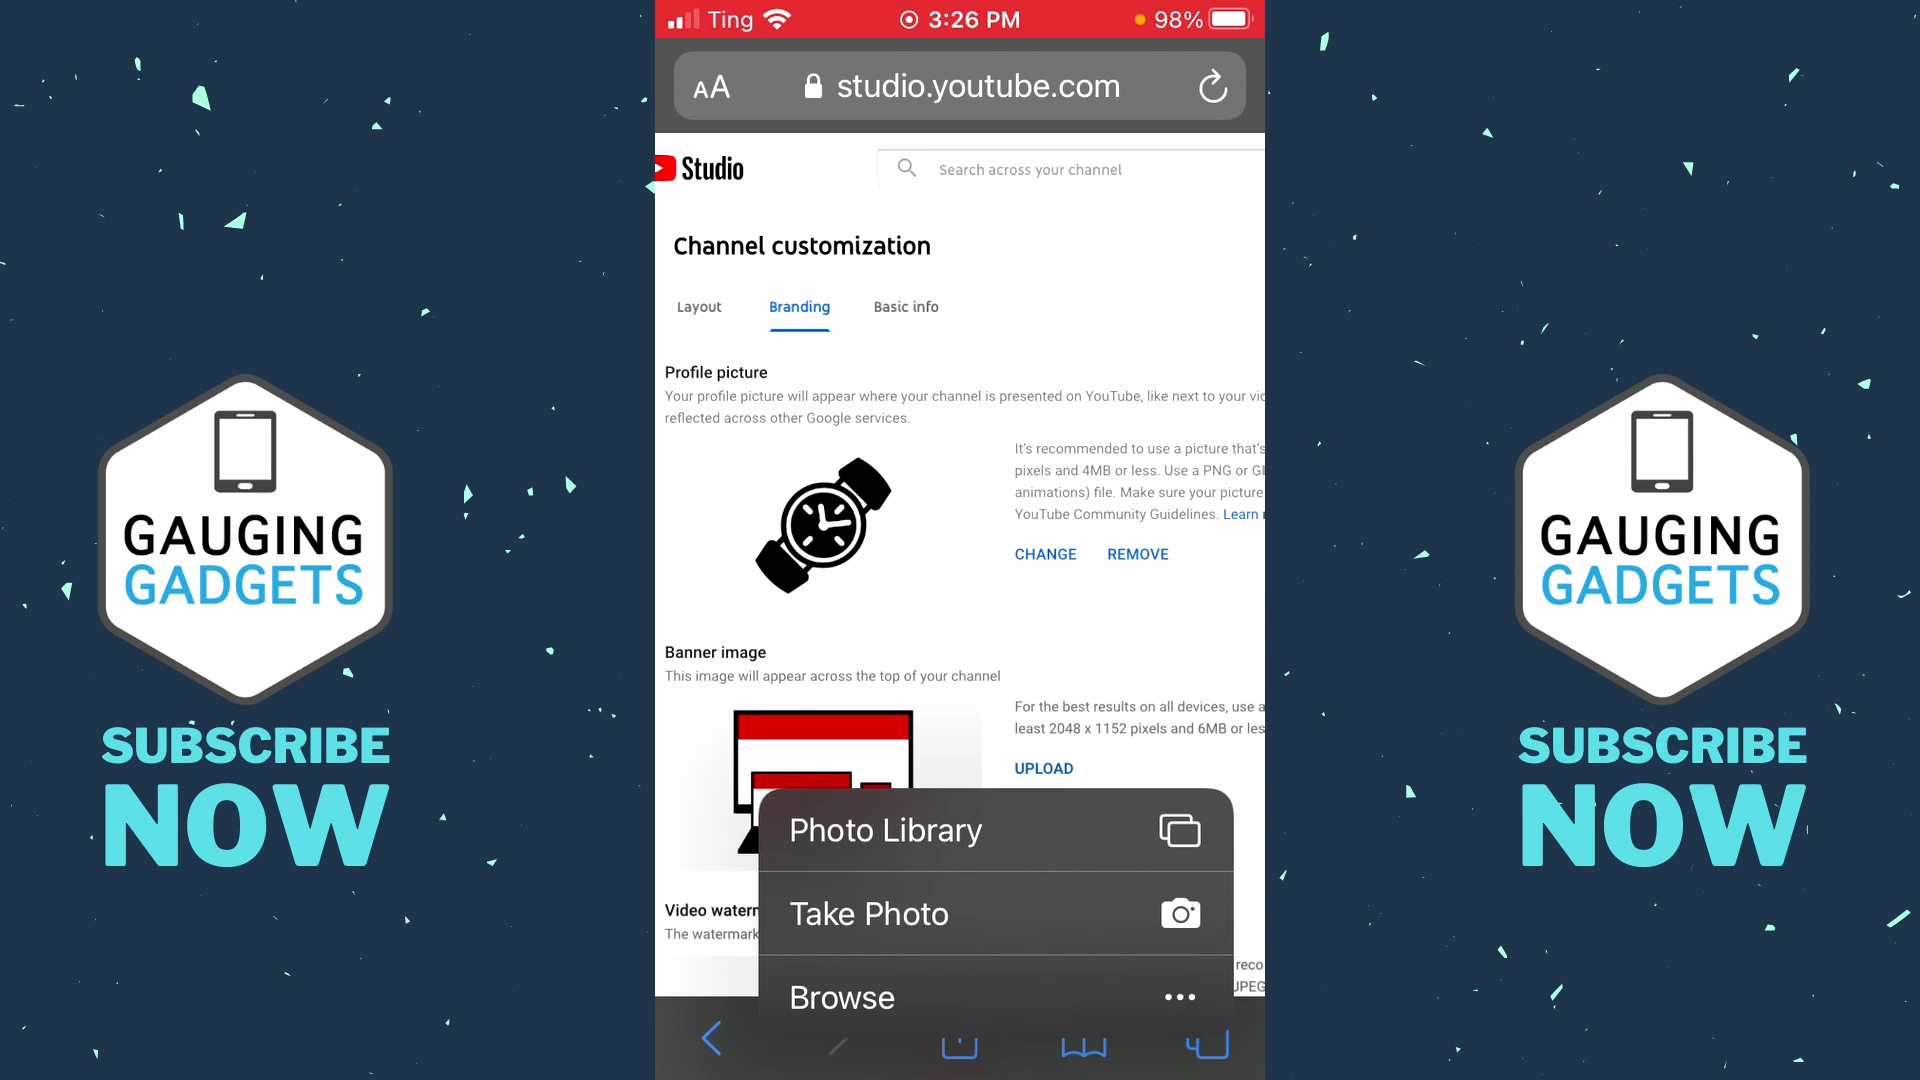 Ting
3:26 PM
98%
AA
studio.youtube.com
Studio
Search across your channel
Channel customization
Layout
Branding
Basic info
Profile picture
Your profile picture will appear where your channel is presented on YouTube, like next to your vi
reflected across other Google services.
It's recommended to use a picture that's
pixels and 4MB or less. Use a PNG or GI
animations) file. Make sure your picture
YouTube Community Guidelines. Learn
CHANGE
REMOVE
Banner image
This image will appear across the top of your channel
For the best results on all devices, use a
least 2048 x 1152 pixels and 6MB or les
UPLOAD
Photo Library
Take Photo
Browse
Video watern
The watermark
reco
JPEG
GAUGING
GADGETS
SUBSCRIBE
NOW
GAUGING
GADGETS
SUBSCRIBE
NOW